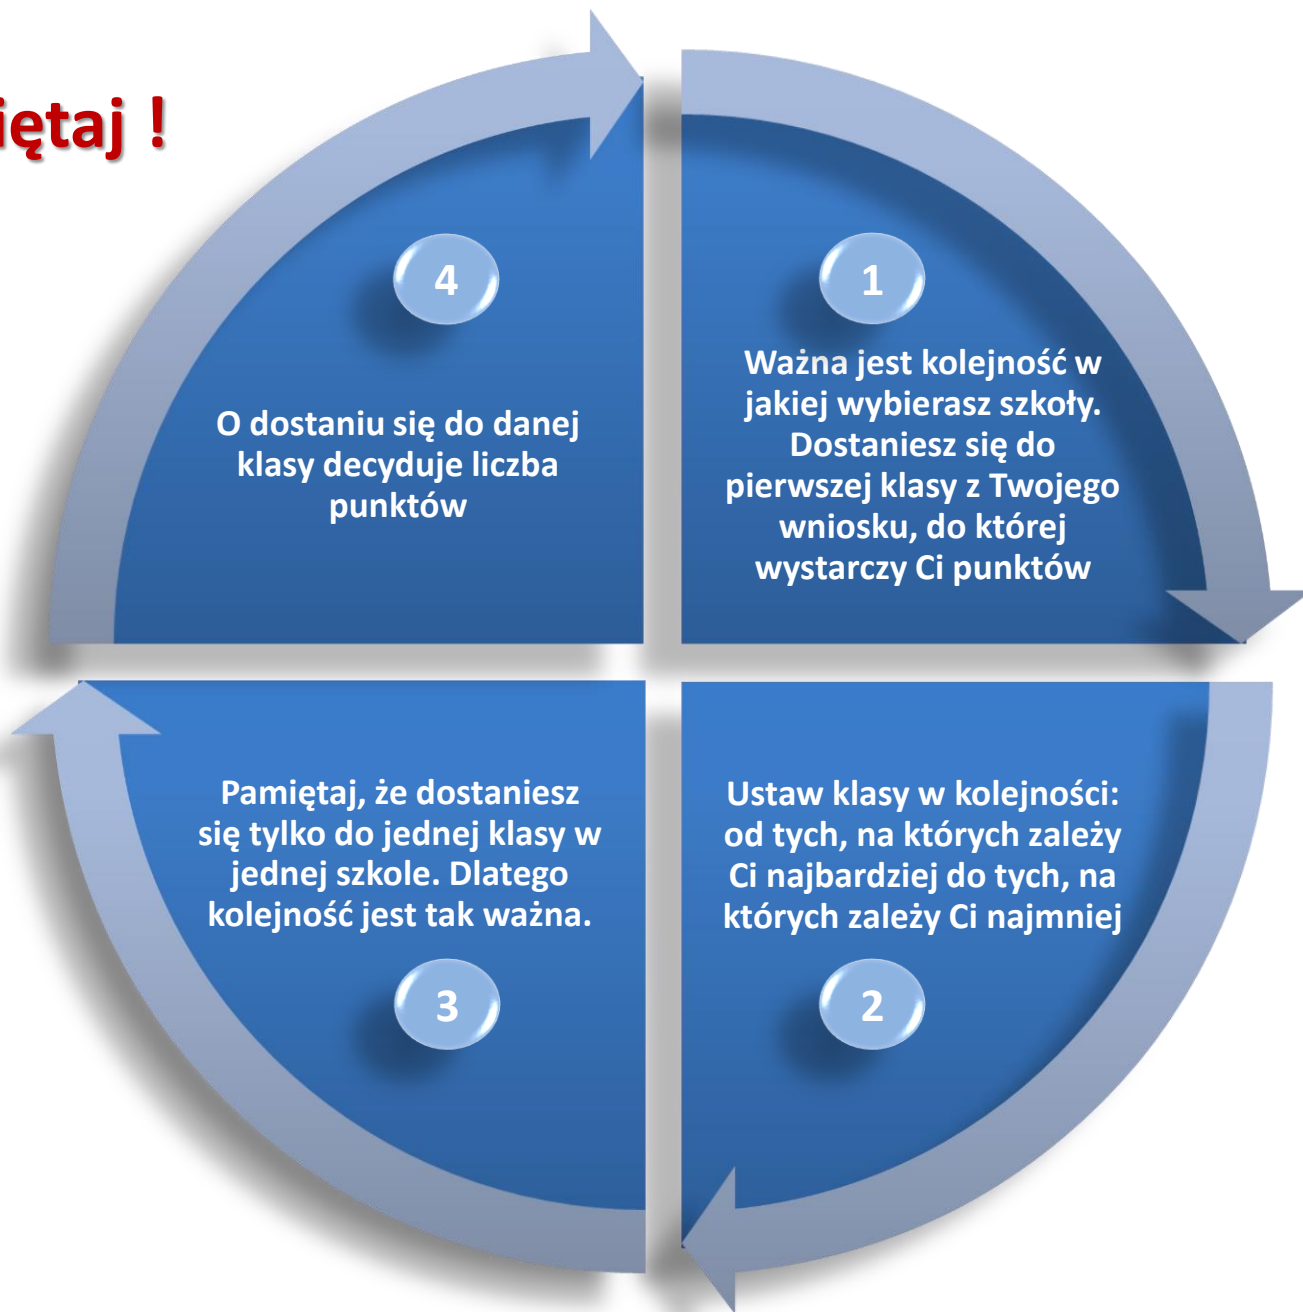 iętaj !
1
Ważna jest kolejność w
jakiej wybierasz szkoły.
Dostaniesz się do
pierwszej klasy z Twojego
wniosku, do której
wystarczy Ci punktów
Ustaw klasy w kolejności:
od tych, na których zależy
Ci najbardziej do tych, na
których zależy Ci najmniej
2
Pamiętaj, że dostaniesz
się tylko do jednej klasy w
jednej szkole. Dlatego
kolejność jest tak ważna.
3
4
O dostaniu się do danej
klasy decyduje liczba
punktów